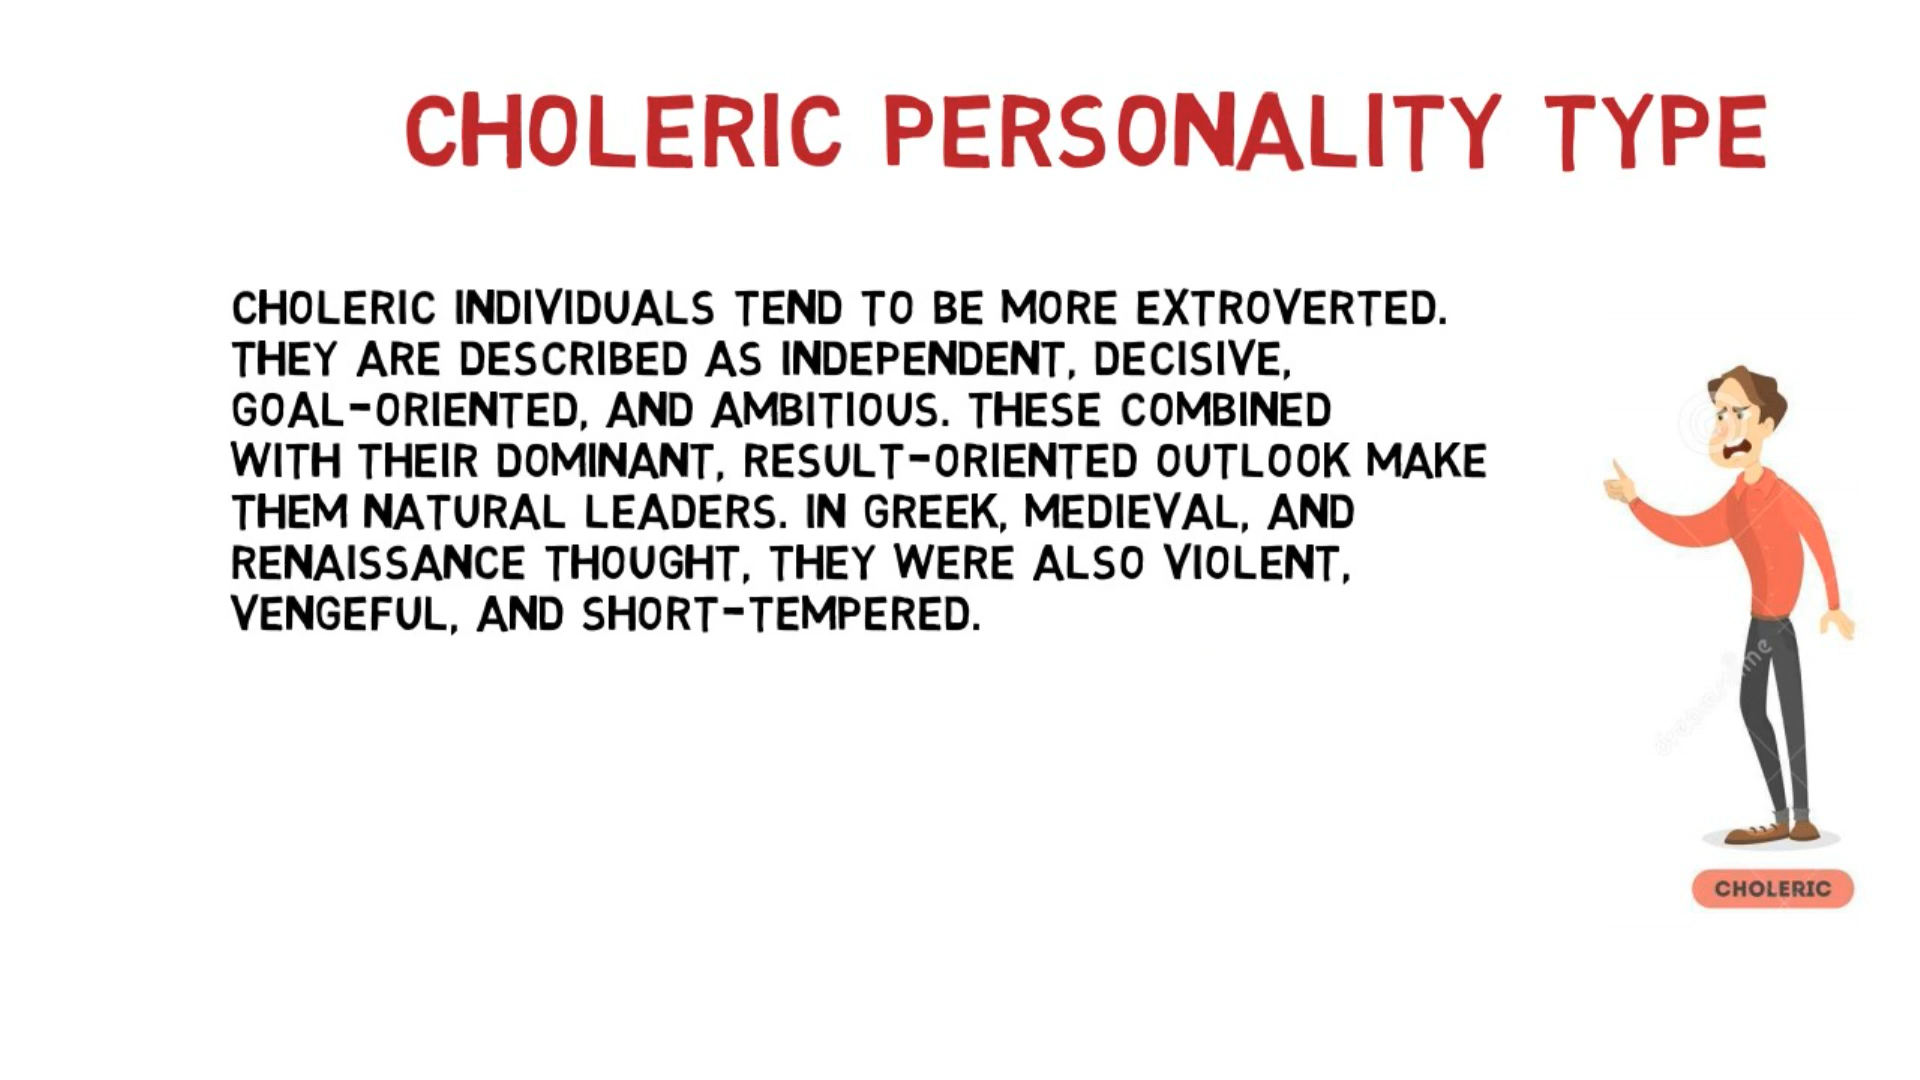 CHOLERIC PERSONALITY TYPE
CHOLERIC INDIVIDUALS TEND TO BE MORE EXTROVERTED.
THEY ARE DESCRIBED AS INDEPENDENT, DECISIVE,
GOAL-ORIENTED, AND AMBITIOUS. THESE COMBINED
WITH THEIR DOMINANT, RESULT-ORIENTED OUTLOOK MAKE
THEM NATURAL LEADERS. IN GREEK, MEDIEVAL, AND
RENAISSANCE THOUGHT, THEY WERE ALSO VIOLENT,
VENGEFUL, AND SHORT-TEMPERED.
CHOLERIC